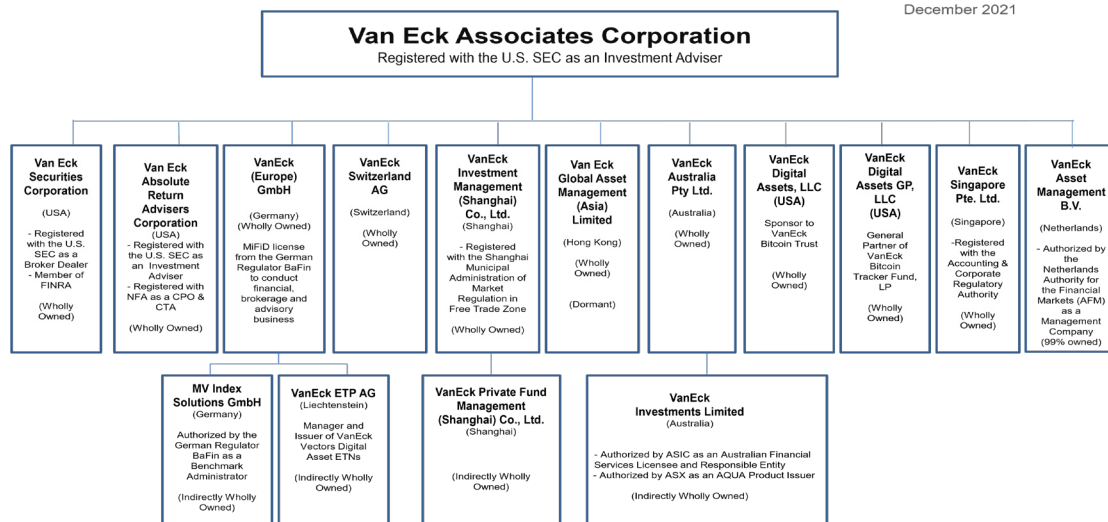 December 2021
Van Eck Associates Corporation
Registered with the U.S. SEC as an Investment Adviser
Van Eck
Securities
Corporation
(USA)
- Registered
with the U.S.
SEC as a
Broker Dealer
- Member of
FINRA
(Wholly
Owned)
Van Eck
Absolute
Return
Advisers
Corporation
(USA)
- Registered with
the U.S. SEC as
an Investment
Adviser
- Registered with
NFA as a CPO &
CTA
(Wholly Owned)
VanEck
(Europe)
GmbH
(Germany)
(Wholly Owned)
MiFiD license
from the German
Regulator BaFin
to conduct
financial,
brokerage and
advisory
business
VanEck
Switzerland
AG
(Switzerland)
(Wholly
Owned)
VanEck
Investment
Management
(Shanghai)
Co., Ltd.
(Shanghai)
- Registered
with the Shanghai
Municipal
Administration of
Market
Regulation in
Free Trade Zone
(Wholly Owned)
Van Eck
Global Asset
Management
(Asia)
Limited
(Hong Kong)
(Wholly
Owned)
(Dormant)
VanEck
Australia
Pty Ltd.
(Australia)
(Wholly
Owned)
VanEck
Digital
Assets, LLC
(USA)
Sponsor to
VanEck
Bitcoin Trust
(Wholly
Owned)
VanEck
Digital
Assets GP,
LLC
(USA)
General
Partner of
VanEck
Bitcoin
Tracker Fund,
LP
(Wholly
Owned)
VanEck
Singapore
Pte. Ltd.
(Singapore)
-Registered
with the
Accounting &
Corporate
Regulatory
Authority
(Wholly
Owned)
VanEck
Asset
Management
B.V.
(Netherlands)
- Authorized by
the
Netherlands
Authority for
the Financial
Markets (AFM)
as a
Management
Company
(99% owned)
MV Index
Solutions GmbH
(Germany)
Authorized by the
German Regulator
BaFin as a
Benchmark
Administrator
(Indirectly Wholly
Owned)
VanEck ETP AG
(Liechtenstein)
Manager and
Issuer of VanEck
Vectors Digital
Asset ETNs
(Indirectly Wholly
Owned)
VanEck Private Fund
Management
(Shanghai) Co., Ltd.
(Shanghai)
(Indirectly Wholly
Owned)
VanEck
Investments Limited
(Australia)
- Authorized by ASIC as an Australian Financial
Services Licensee and Responsible Entity
- Authorized by ASX as an AQUA Product Issuer
(Indirectly Wholly Owned)